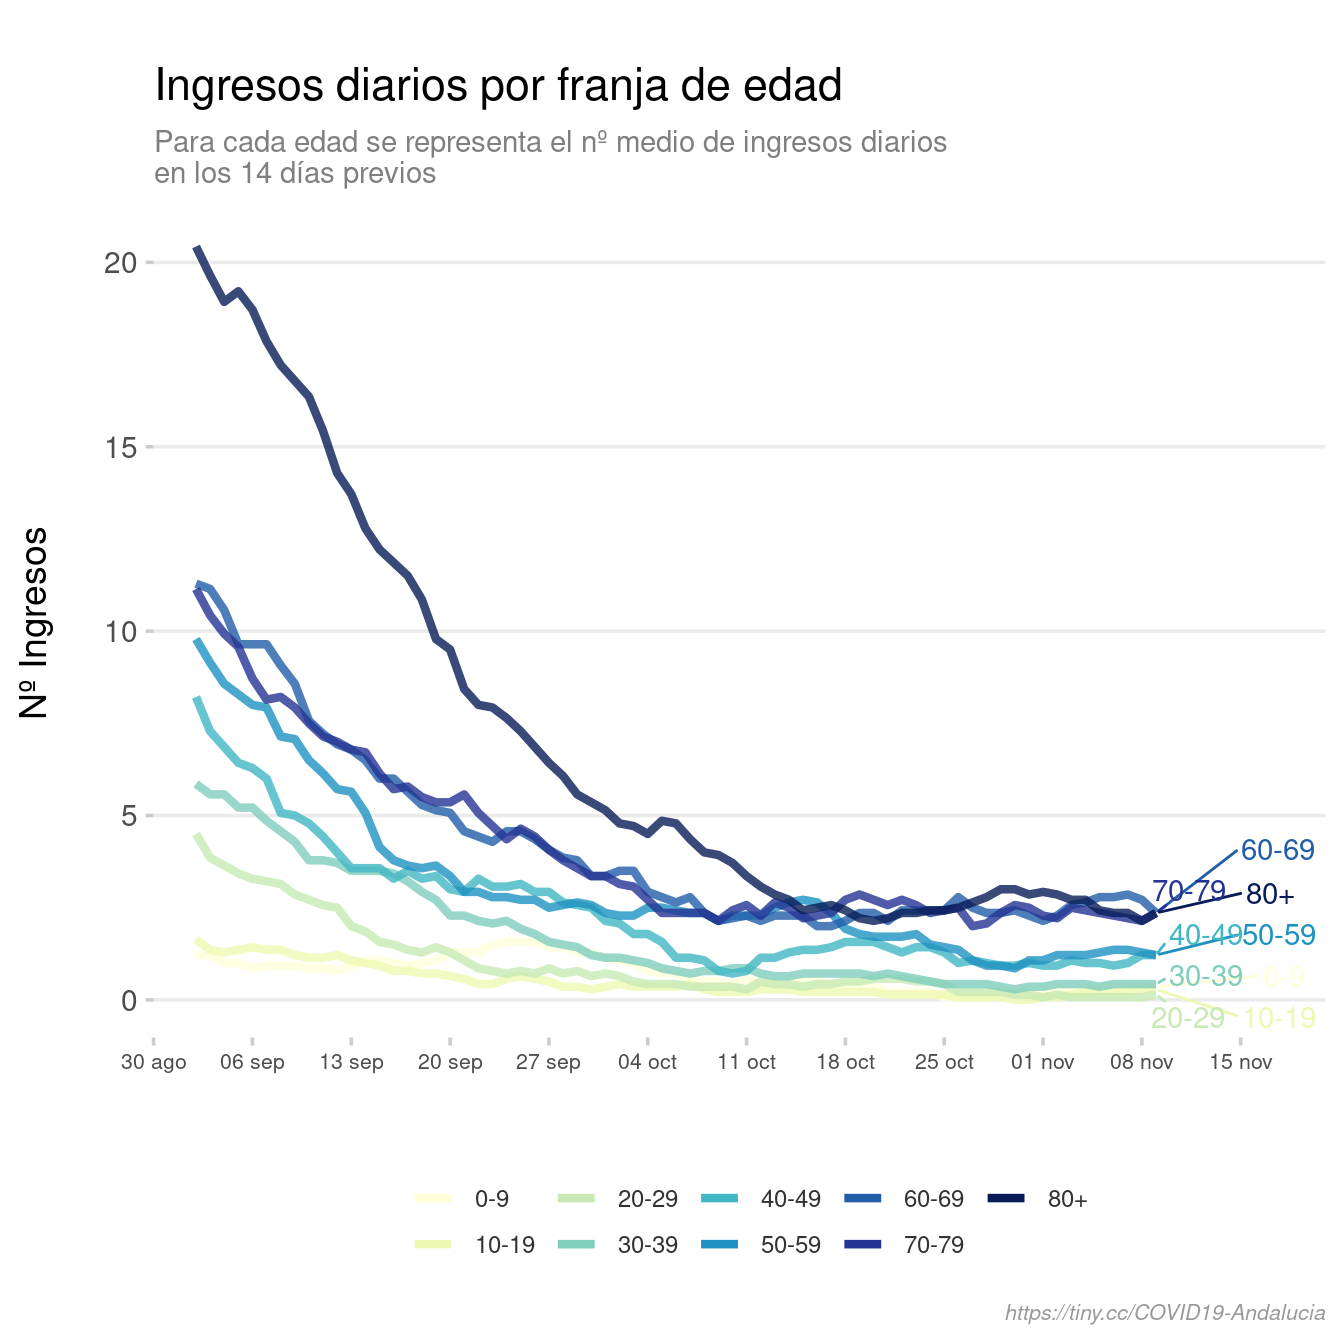 Ingresos diarios por franja de edad
Para cada edad se representa el nº medio de ingresos diarios
en los 14 días previos
Nº Ingresos
20
15
10
5
0
60-69
70-79
80+
40-49
50-59
30-39
0-9
20-29
10-19
30 ago
06 sep
13 sep
20 sep
27 sep
04 oct
11 oct
18 oct
25 oct
01 nov
08 nov
15 nov
0-9
20-29
40-49
60-69
80+
10-19
30-39
50-59
70-79
https://tiny.cc/COVID19-Andalucia